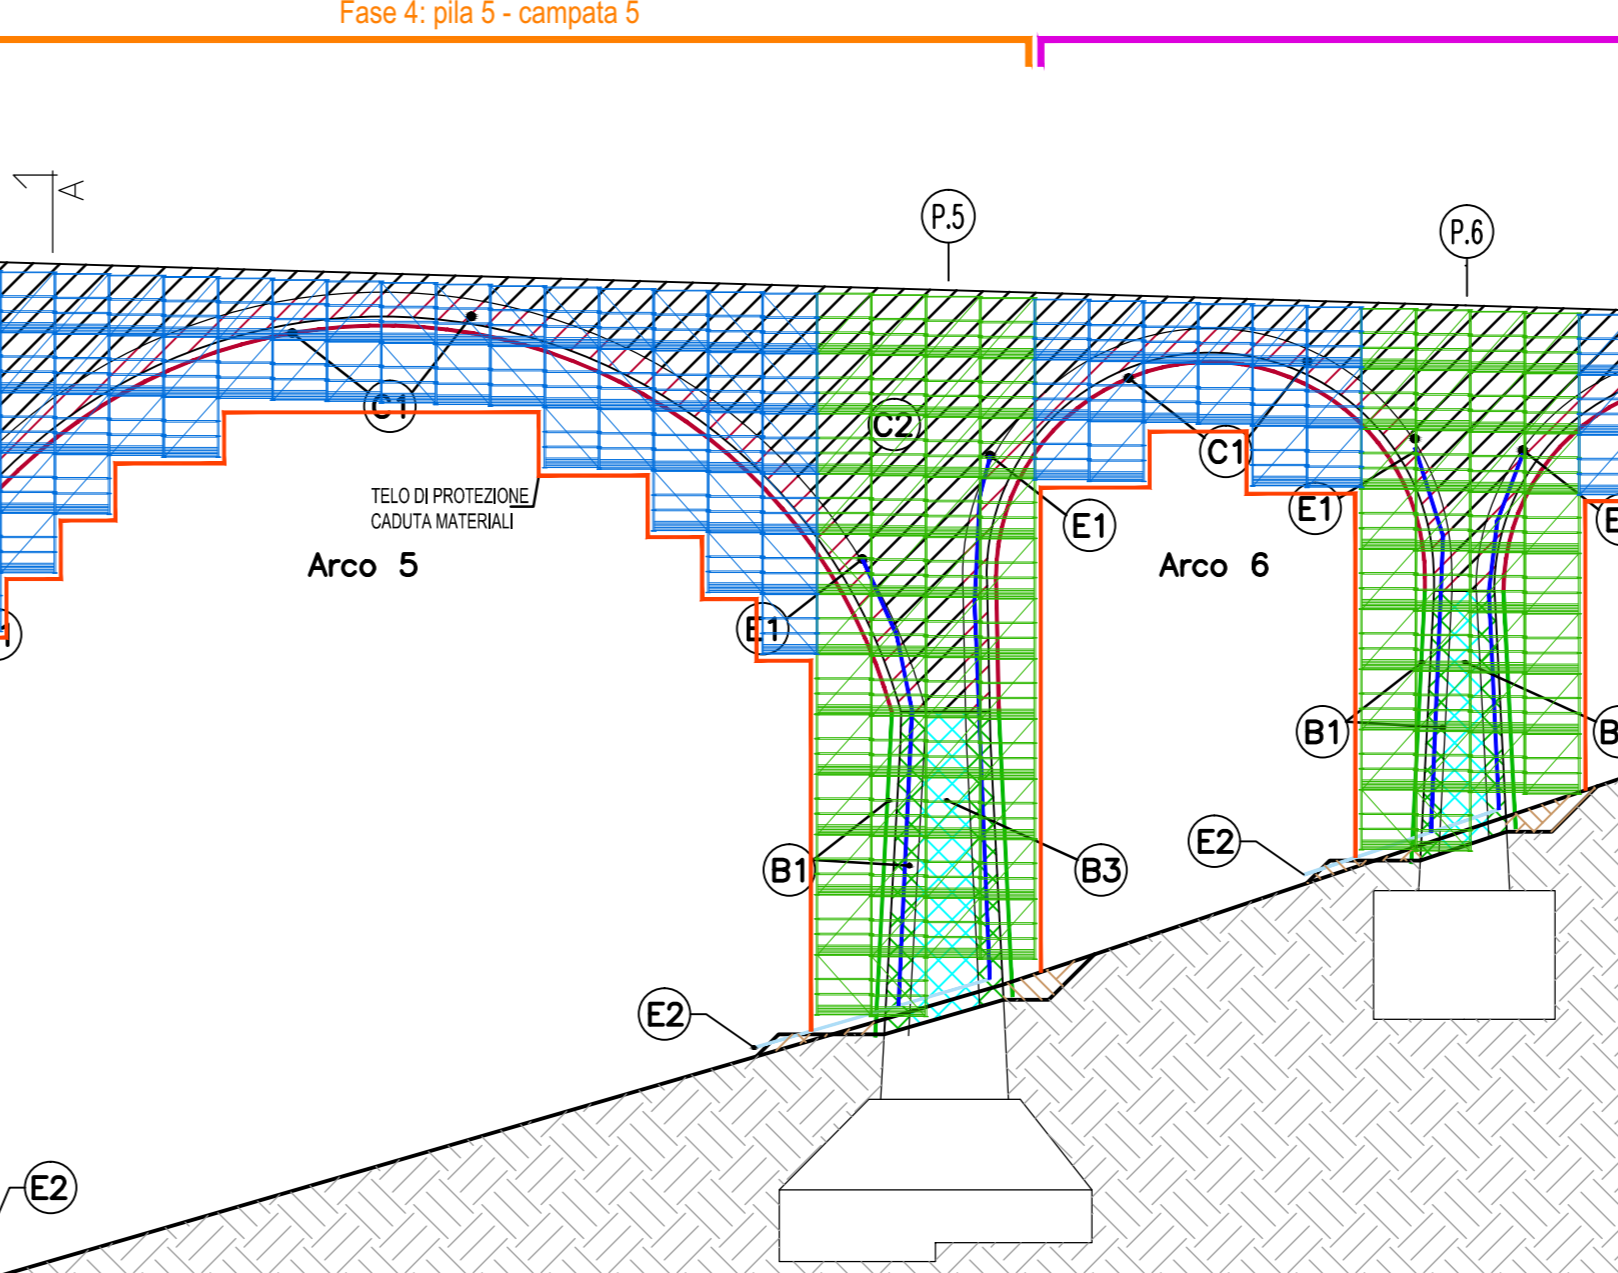 Fase 4: pila 5 - campata 5
A
P.5
P.6
C1
C2
C1
TELO DI PROTEZIONE
CADUTA MATERIALI
E1
E1
Arco 5
Arco 6
E1
B1
B1
B3
E2
E2
E2